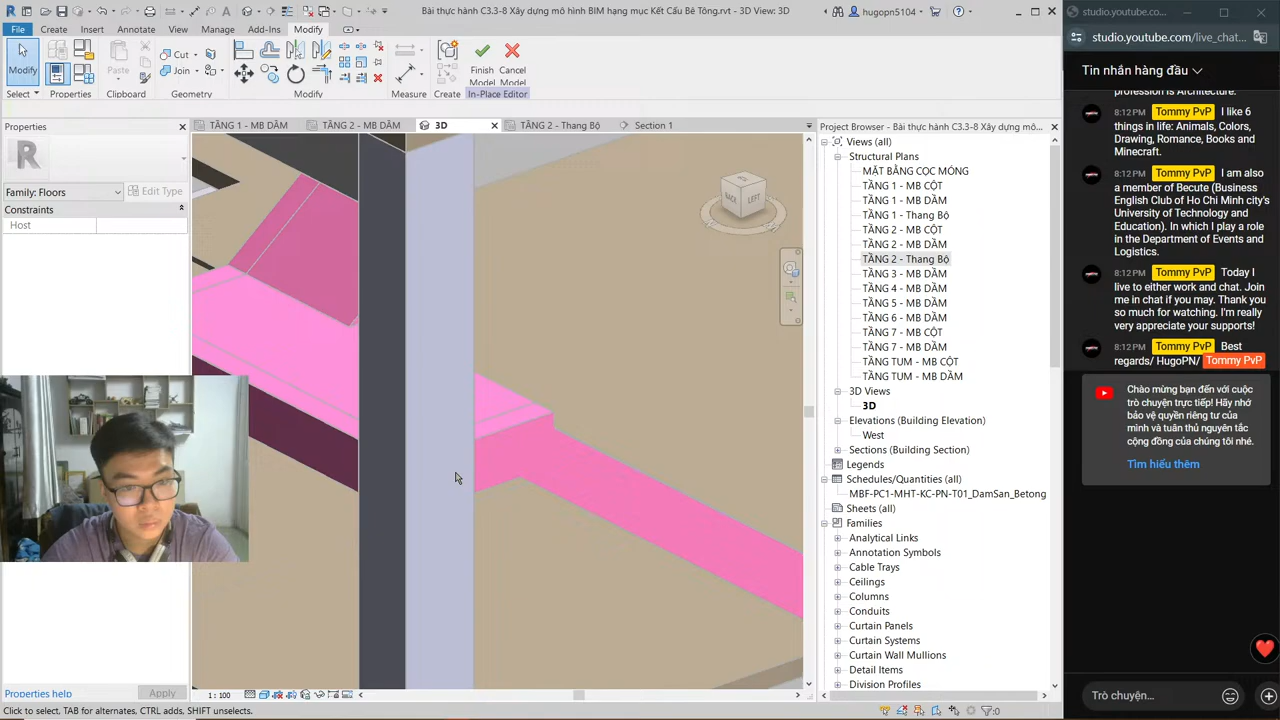 Bài thực hành C3.3-8 Xây dựng mô hình BIM hạng mục Kết Cấu Bê Tông.rvt - 3D View: 3D
hugopn5104
File Create Insert Annotate View Manage Add-Ins Modify
Modify
Paste
Cut
Join
Finish Model
Cancel Model
Select Properties Clipboard Geometry Modify Measure Create In-Place Editor
Properties
TẦNG 1 - MB DẦM
TẦNG 2 - MB DẦM
3D
TẦNG 2 - Thang Bộ
Section 1
Family: Floors
Edit Type
Constraints
Host
BACK
LEFT
Project Browser - Bài thực hành C3.3-8 Xây dựng mô...
Views (all)
Structural Plans
MẶT BẰNG CỌC MÓNG
TẦNG 1 - MB CỘT
TẦNG 1 - MB DẦM
TẦNG 1 - Thang Bộ
TẦNG 2 - MB CỘT
TẦNG 2 - MB DẦM
TẦNG 2 - Thang Bộ
TẦNG 3 - MB DẦM
TẦNG 4 - MB DẦM
TẦNG 5 - MB DẦM
TẦNG 6 - MB DẦM
TẦNG 7 - MB CỘT
TẦNG 7 - MB DẦM
TẦNG TUM - MB CỘT
TẦNG TUM - MB DẦM
3D Views
3D
Elevations (Building Elevation)
West
Sections (Building Section)
Legends
Schedules/Quantities (all)
MBF-PC1-MHT-KC-PN-T01_DamSan_Betong
Sheets (all)
Families
Analytical Links
Annotation Symbols
Cable Trays
Ceilings
Columns
Conduits
Curtain Panels
Curtain Systems
Curtain Wall Mullions
Detail Items
Division Profiles
Properties help
Apply
1 : 100
Click to select, TAB for alternates, CTRL adds, SHIFT unselects.
:0
studio.youtube.co...
studio.youtube.com/live_chat...
Tin nhắn hàng đầu
profession is Architecture.
8:12 PM Tommy PvP I like 6
things in life: Animals, Colors,
Drawing, Romance, Books and
Minecraft.
8:12 PM Tommy PvP I am also
a member of Becute (Business
English Club of Ho Chi Minh city's
University of Technology and
Education). In which I play a role
in the Department of Events and
Logistics.
8:12 PM Tommy PvP Today I
live to either work and chat. Join
me in chat if you may. Thank you
so much for watching. I'm really
very appreciate your supports!
8:12 PM Tommy PvP Best
regards/ HugoPN/ Tommy PvP
Chào mừng bạn đến với cuộc
trò chuyện trực tiếp! Hãy nhớ
bảo vệ quyền riêng tư của
mình và tuân thủ nguyên tắc
cộng đồng của chúng tôi nhé.
Tìm hiểu thêm
Trò chuyện...